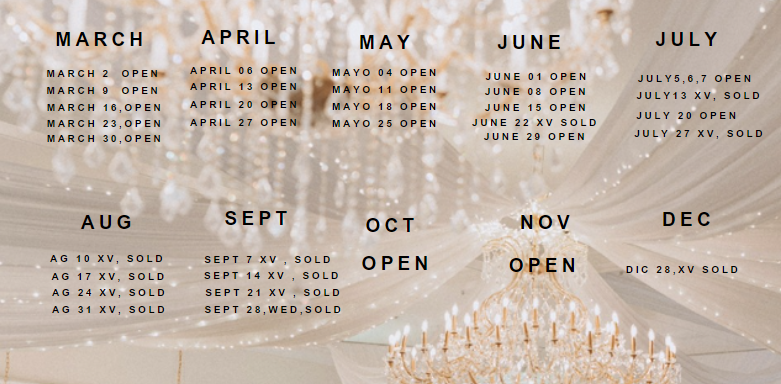 MARCH
MARCH 2 OPEN
MARCH 9 OPEN
MARCH 16,OPEN
MARCH 23,OPEN
MARCH 30,OPEN
APRIL
APRIL 06 OPEN
APRIL 13 OPEN
APRIL 20 OPEN
APRIL 27 OPEN
MAY
MAYO 04 OPEN
MAYO 11 OPEN
MAYO 18 OPEN
MAYO 25 OPEN
JUNE
JUNE 01 OPEN
JUNE 08 OPEN
JUNE 15 OPEN
JUNE 22 XV SOLD
JUNE 29 OPEN
JULY
JULY5,6,7 OPEN
JULY13 XV, SOLD
JULY 20 OPEN
JULY 27 XV, SOLD
AUG
AG 10 XV, SOLD
AG 17 XV, SOLD
AG 24 XV, SOLD
AG 31 XV, SOLD
SEPT
SEPT 7 XV , SOLD
SEPT 14 XV , SOLD
SEPT 21 XV , SOLD
SEPT 28,WED,SOLD
OCT
OPEN
NOV
OPEN
DEC
DIC 28,XV SOLD